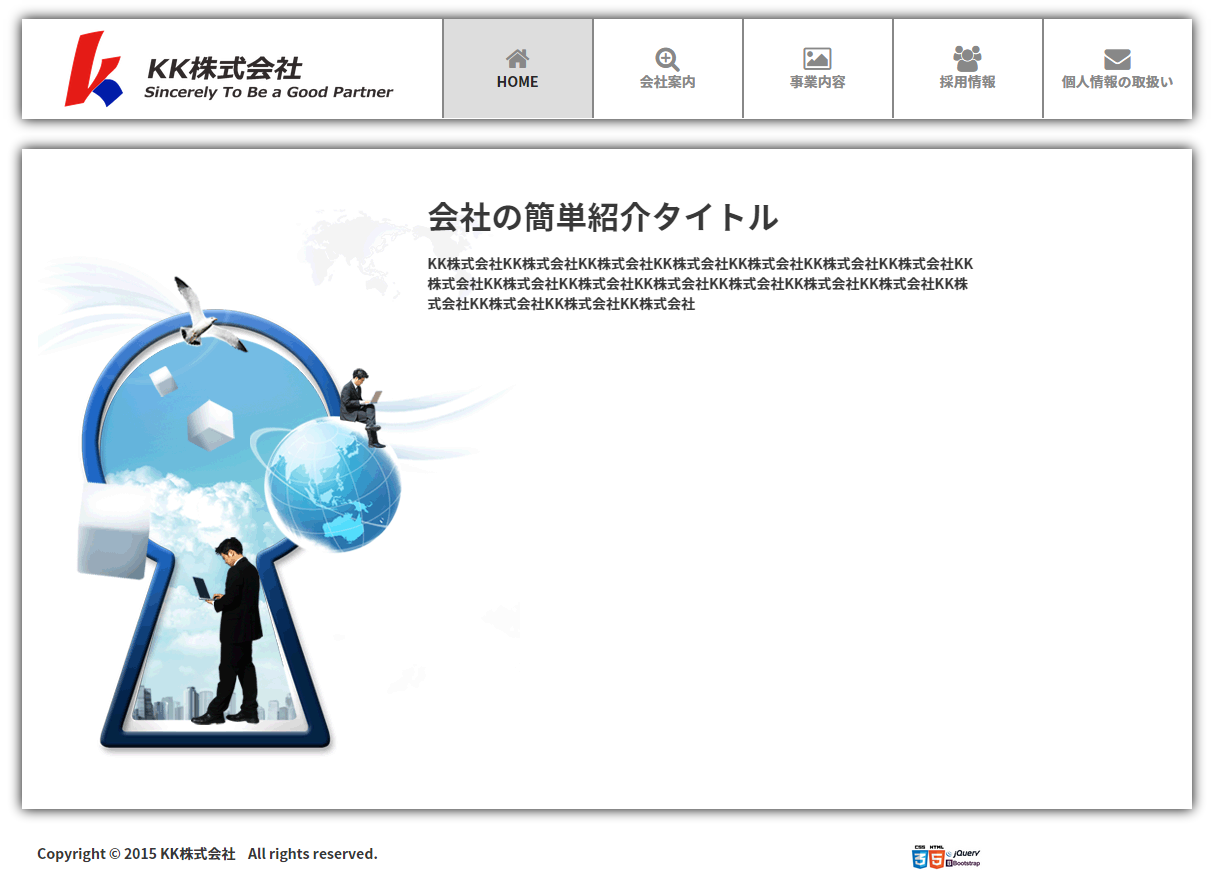 KK株式会社
Sincerely To Be a Good Partner
HOME
会社案内
事業内容
採用情報
個人情報の取扱い
会社の簡単紹介タイトル
KK株式会社KK株式会社KK株式会社KK株式会社KK株式会社KK株式会社KK株式会社KK
株式会社KK株式会社KK株式会社KK株式会社KK株式会社KK株式会社KK株式会社KK株
式会社KK株式会社KK株式会社KK株式会社
Copyright © 2015 KK株式会社　All rights reserved.
CSS HTML jQuery
3 5 B Bootstrap